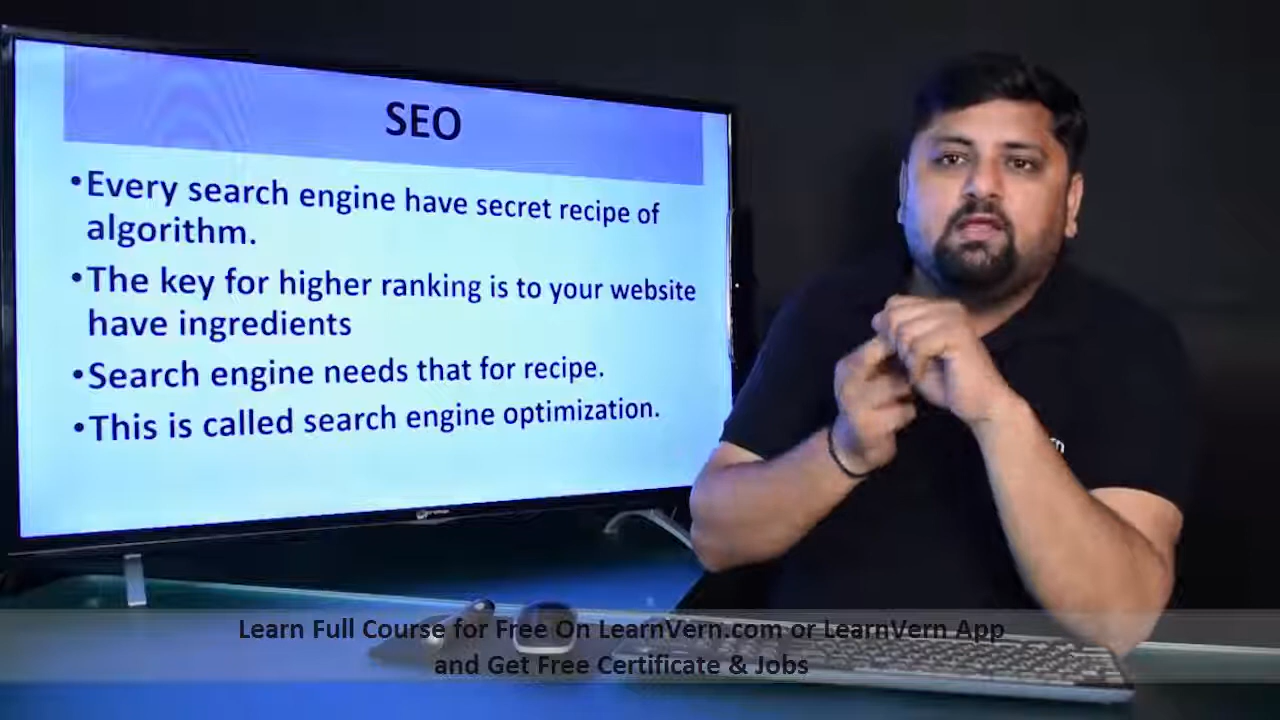 SEO
•Every search engine have secret recipe of
algorithm.
•The key for higher ranking is to your website
have ingredients
•Search engine needs that for recipe.
•This is called search engine optimization.
Learn Full Course for Free On LearnVern.com or LearnVern App
and Get Free Certificate & Jobs